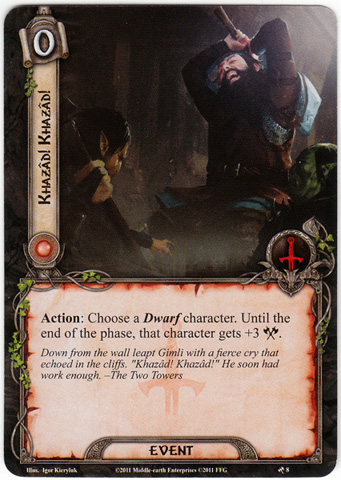 0
Khazâd! Khazâd!
Action: Choose a Dwarf character. Until the
end of the phase, that character gets +3 .
Down from the wall leapt Gimli with a fierce cry that
echoed in the cliffs. "Khazâd! Khazâd!" He soon had
work enough. –The Two Towers
EVENT
Illus. Igor Kieryluk ©2011 Middle-earth Enterprises ©2011 FFG 8